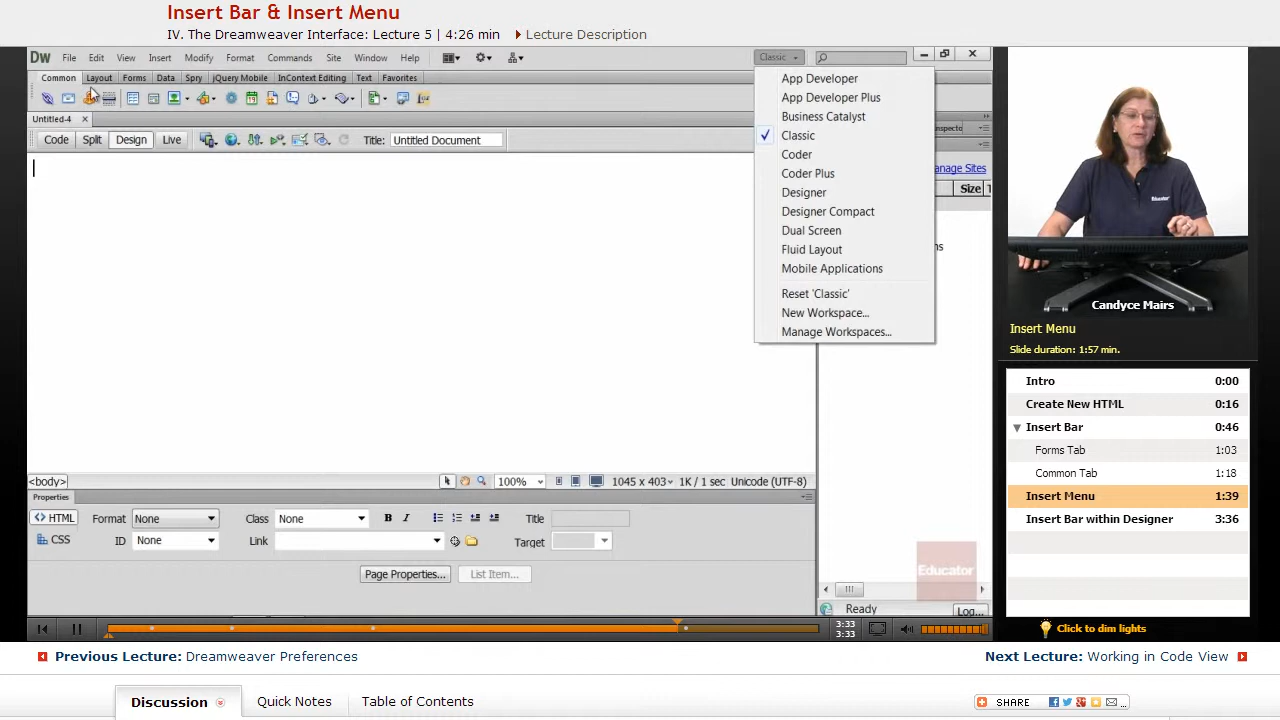 Insert Bar & Insert Menu
IV. The Dreamweaver Interface: Lecture 5 | 4:26 min
Lecture Description
Dw File Edit View Insert Modify Format Commands Site Window Help
Classic
Common Layout Forms Data Spry jQuery Mobile InContext Editing Text Favorites
App Developer
App Developer Plus
Business Catalyst
Classic
Coder
Coder Plus
Designer
Designer Compact
Dual Screen
Fluid Layout
Mobile Applications
Reset 'Classic'
New Workspace...
Manage Workspaces...
Untitled-4
Code Split Design Live Title: Untitled Document
anage Sites
Size
<body>
100% 1045 x 403 1K / 1 sec Unicode (UTF-8)
Properties
<> HTML Format None Class None B I Title
CSS ID None Link Target
Page Properties... List Item...
Educator
Ready Log...
Educator
Candyce Mairs
Insert Menu
Slide duration: 1:57 min.
Intro 0:00
Create New HTML 0:16
Insert Bar 0:46
Forms Tab 1:03
Common Tab 1:18
Insert Menu 1:39
Insert Bar within Designer 3:36
3:33
3:33
Click to dim lights
Previous Lecture: Dreamweaver Preferences
Next Lecture: Working in Code View
Discussion Quick Notes Table of Contents
SHARE